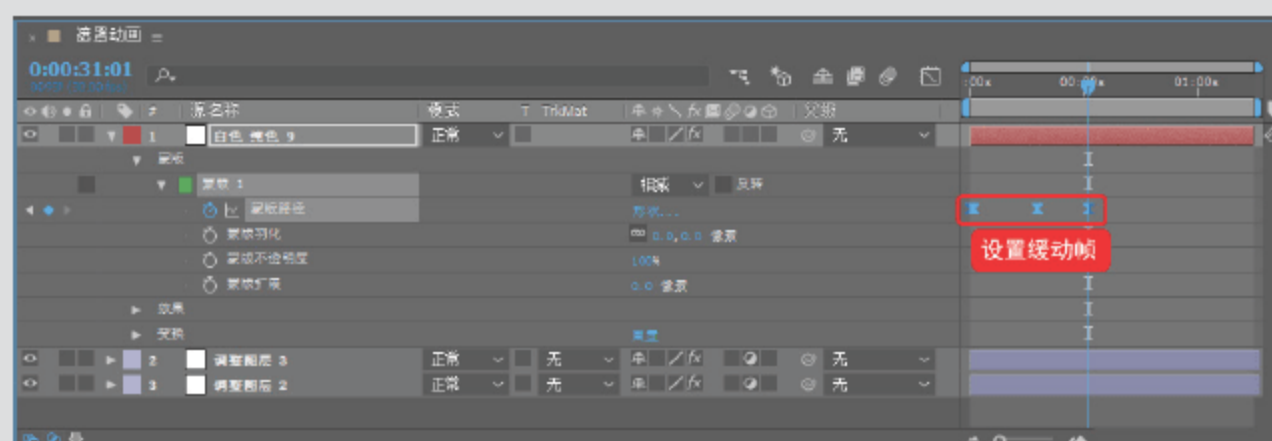 遮罩动画
0:00:31:01
:00s 00:30s 01:00s
源名称 模式 T TrkMat 父级
1 白色 纯色 9 正常 无
蒙版
蒙版 1 相减 反转
蒙版路径 形状...
设置缓动帧
蒙版羽化 0.0,0.0 像素
蒙版不透明度 100%
蒙版扩展 0.0 像素
效果
变换 重置
2 调整图层 3 正常 无 无
3 调整图层 2 正常 无 无